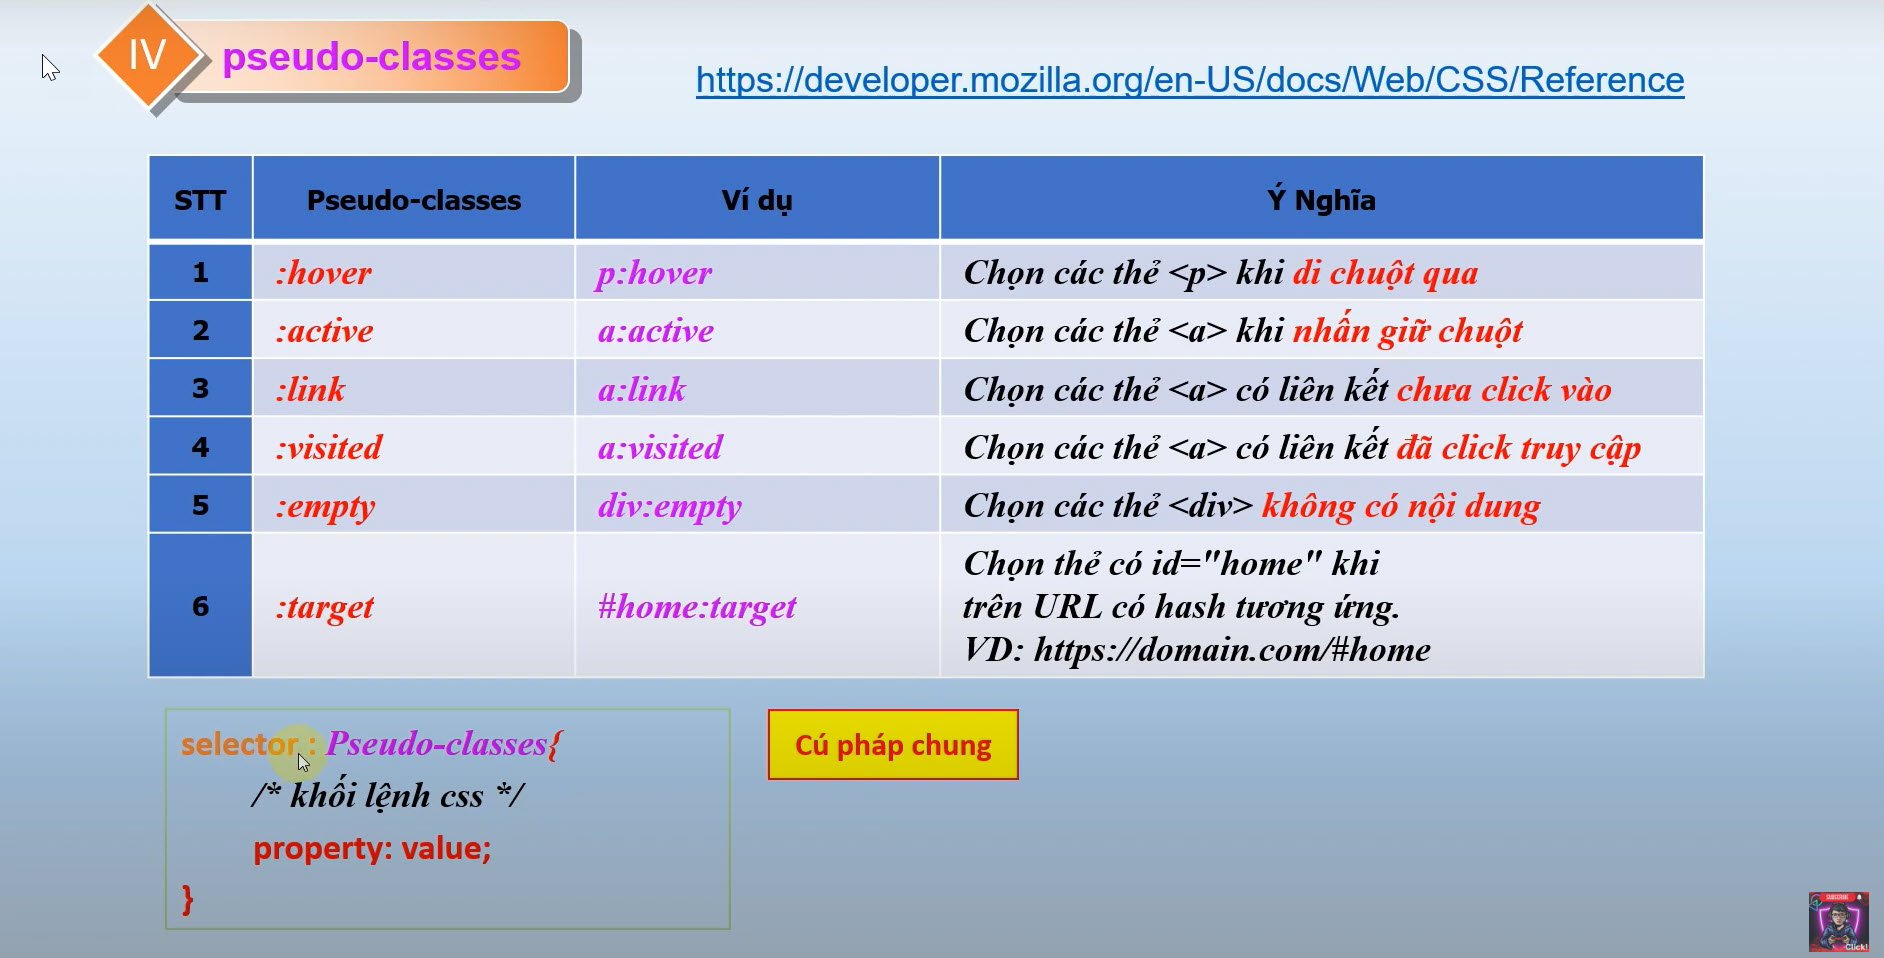 IV
pseudo-classes
https://developer.mozilla.org/en-US/docs/Web/CSS/Reference
STT Pseudo-classes Ví dụ Ý Nghĩa
1 :hover p:hover Chọn các thẻ <p> khi di chuột qua
2 :active a:active Chọn các thẻ <a> khi nhấn giữ chuột
3 :link a:link Chọn các thẻ <a> có liên kết chưa click vào
4 :visited a:visited Chọn các thẻ <a> có liên kết đã click truy cập
5 :empty div:empty Chọn các thẻ <div> không có nội dung
6 :target #home:target Chọn thẻ có id="home" khi
trên URL có hash tương ứng.
VD: https://domain.com/#home
selector : Pseudo-classes{
/* khối lệnh css */
property: value;
}
Cú pháp chung
SUBSCRIBE
Click!